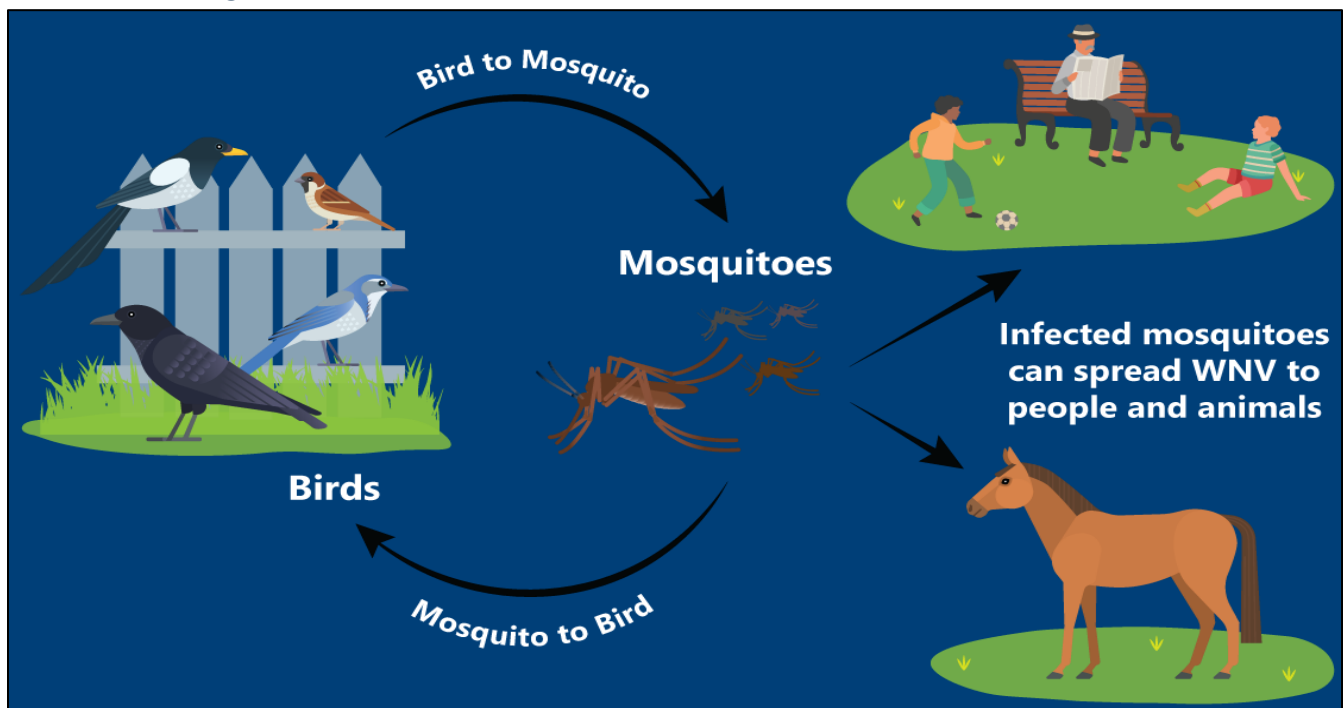 Bird to Mosquito
Mosquitoes
Infected mosquitoes
can spread WNV to
people and animals
Birds
Mosquito to Bird